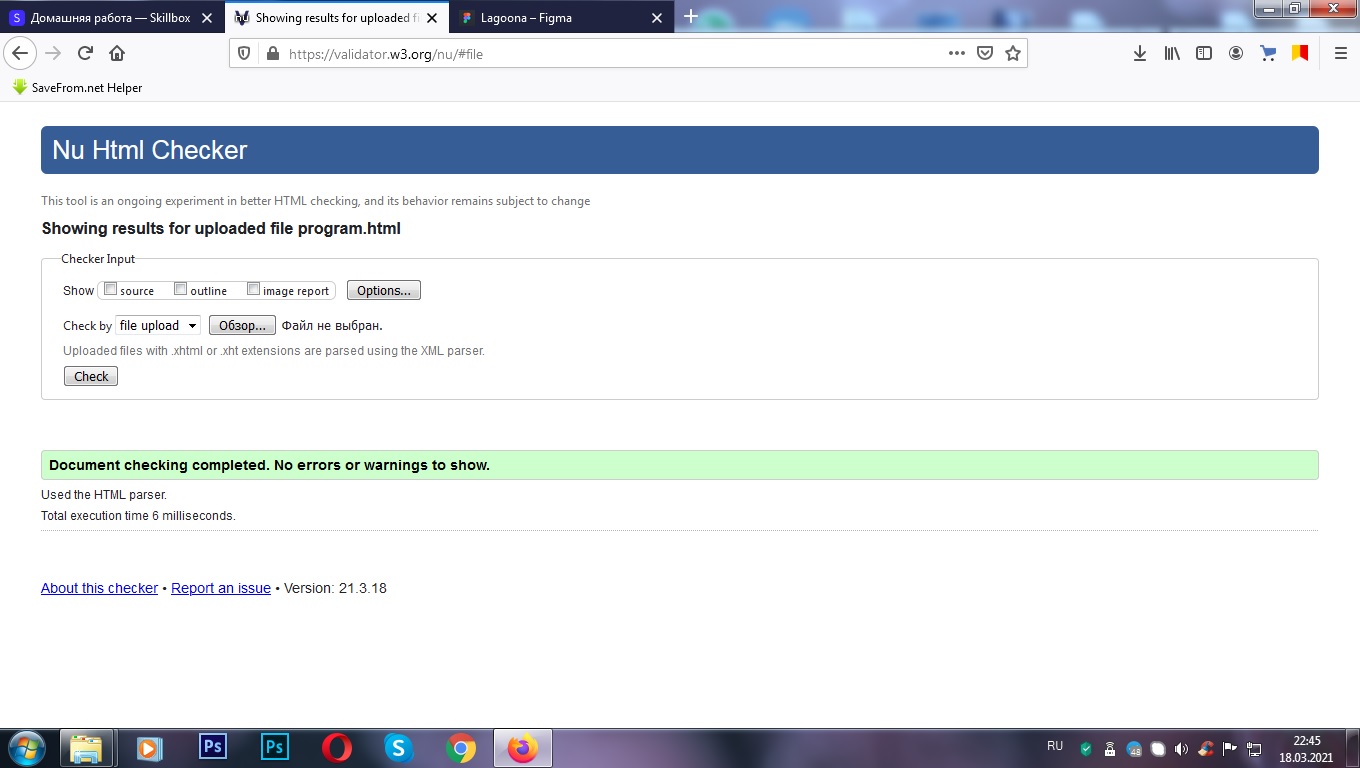 Домашняя работа — Skillbox
Showing results for uploaded fi
Lagoona – Figma
https://validator.w3.org/nu/#file
SaveFrom.net Helper
Nu Html Checker
This tool is an ongoing experiment in better HTML checking, and its behavior remains subject to change
Showing results for uploaded file program.html
Checker Input
Show source outline image report Options...
Check by file upload Обзор... Файл не выбран.
Uploaded files with .xhtml or .xht extensions are parsed using the XML parser.
Check
Document checking completed. No errors or warnings to show.
Used the HTML parser.
Total execution time 6 milliseconds.
About this checker • Report an issue • Version: 21.3.18
Ps
Ps
RU
48
22:45
18.03.2021